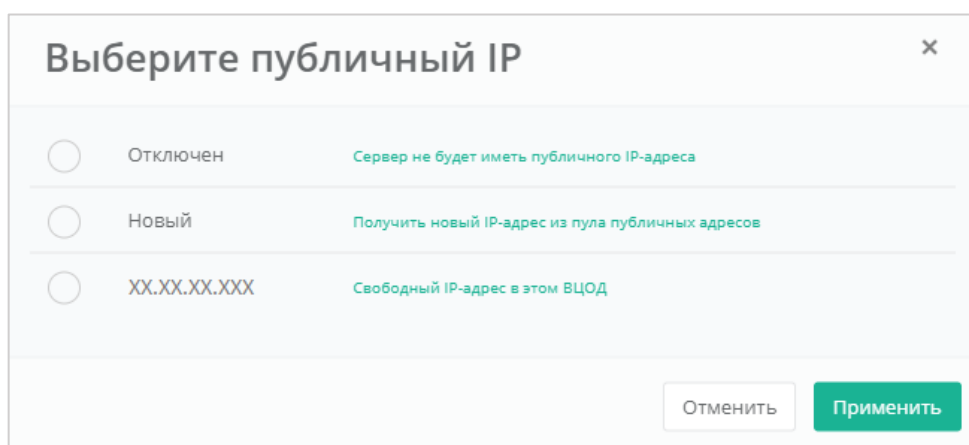 Выберите публичный IP
×
Отключен Сервер не будет иметь публичного IP-адреса
Новый Получить новый IP-адрес из пула публичных адресов
XX.XX.XX.XXX Свободный IP-адрес в этом ВЦОД
Отменить Применить